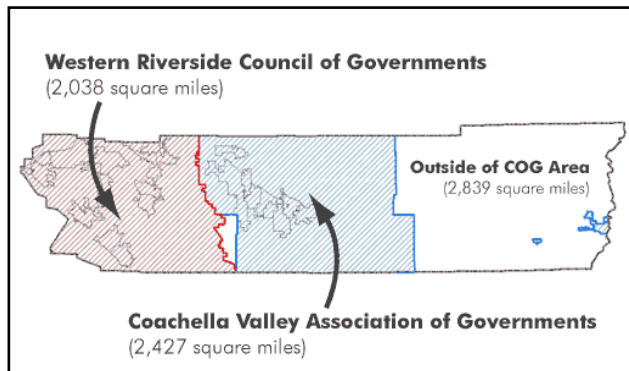 Western Riverside Council of Governments
(2,038 square miles)
Outside of COG Area
(2,839 square miles)
Coachella Valley Association of Governments
(2,427 square miles)